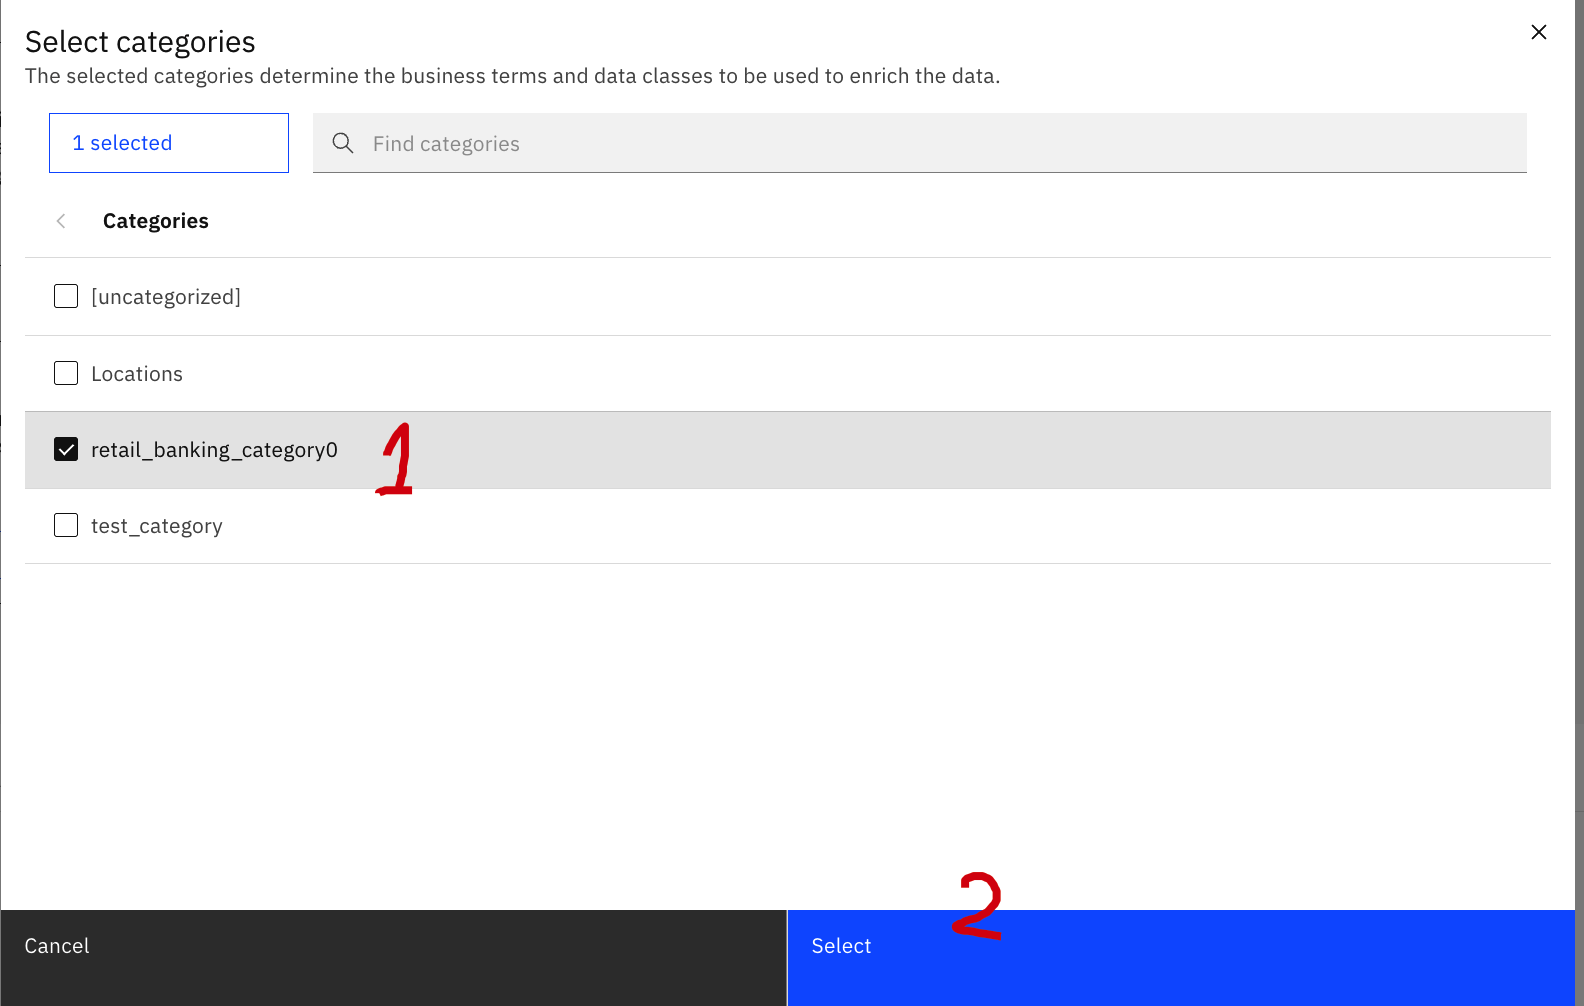 Select categories
The selected categories determine the business terms and data classes to be used to enrich the data.
1 selected
Find categories
Categories
[uncategorized]
Locations
retail_banking_category0
1
test_category
2
Cancel
Select